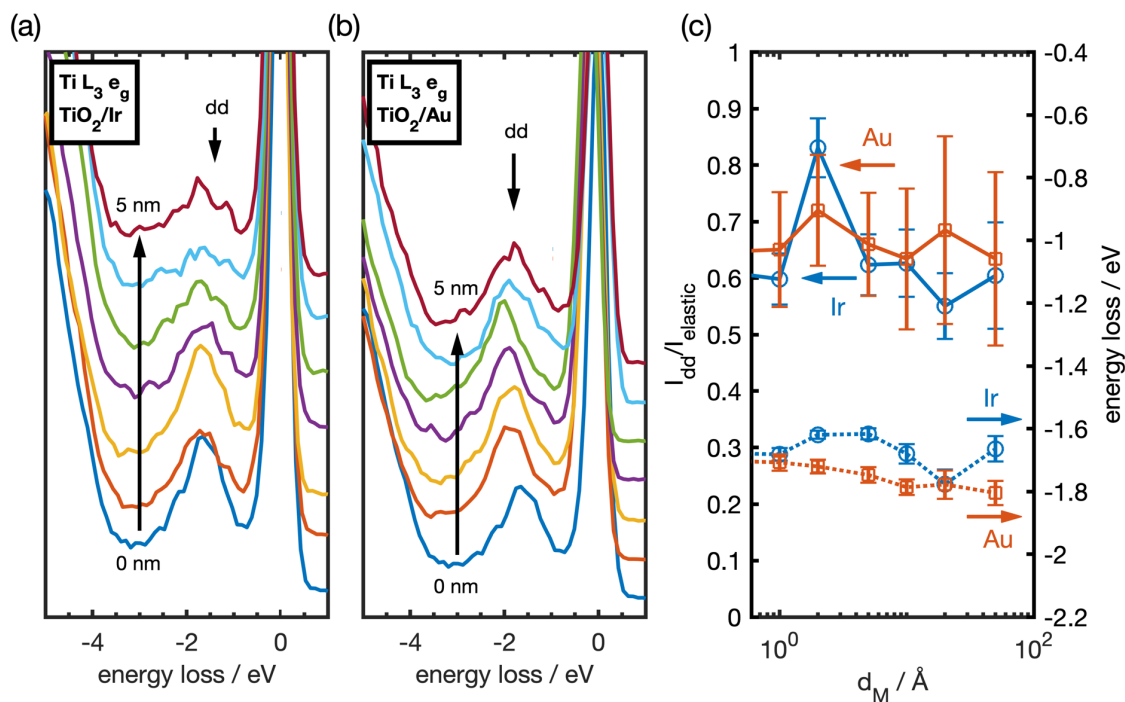 (a)
Ti L3 eg
TiO2/Ir
dd
5 nm
0 nm
-4
-2
0
energy loss / eV
(b)
Ti L3 eg
TiO2/Au
dd
5 nm
0 nm
-4
-2
0
energy loss / eV
(c)
1
0.9
0.8
0.7
0.6
0.5
0.4
0.3
0.2
0.1
0
Idd/Ielastic
Au
Ir
Ir
Au
-0.4
-0.6
-0.8
-1
-1.2
-1.4
-1.6
-1.8
-2
-2.2
energy loss / eV
10^0
10^1
10^2
dM / Å